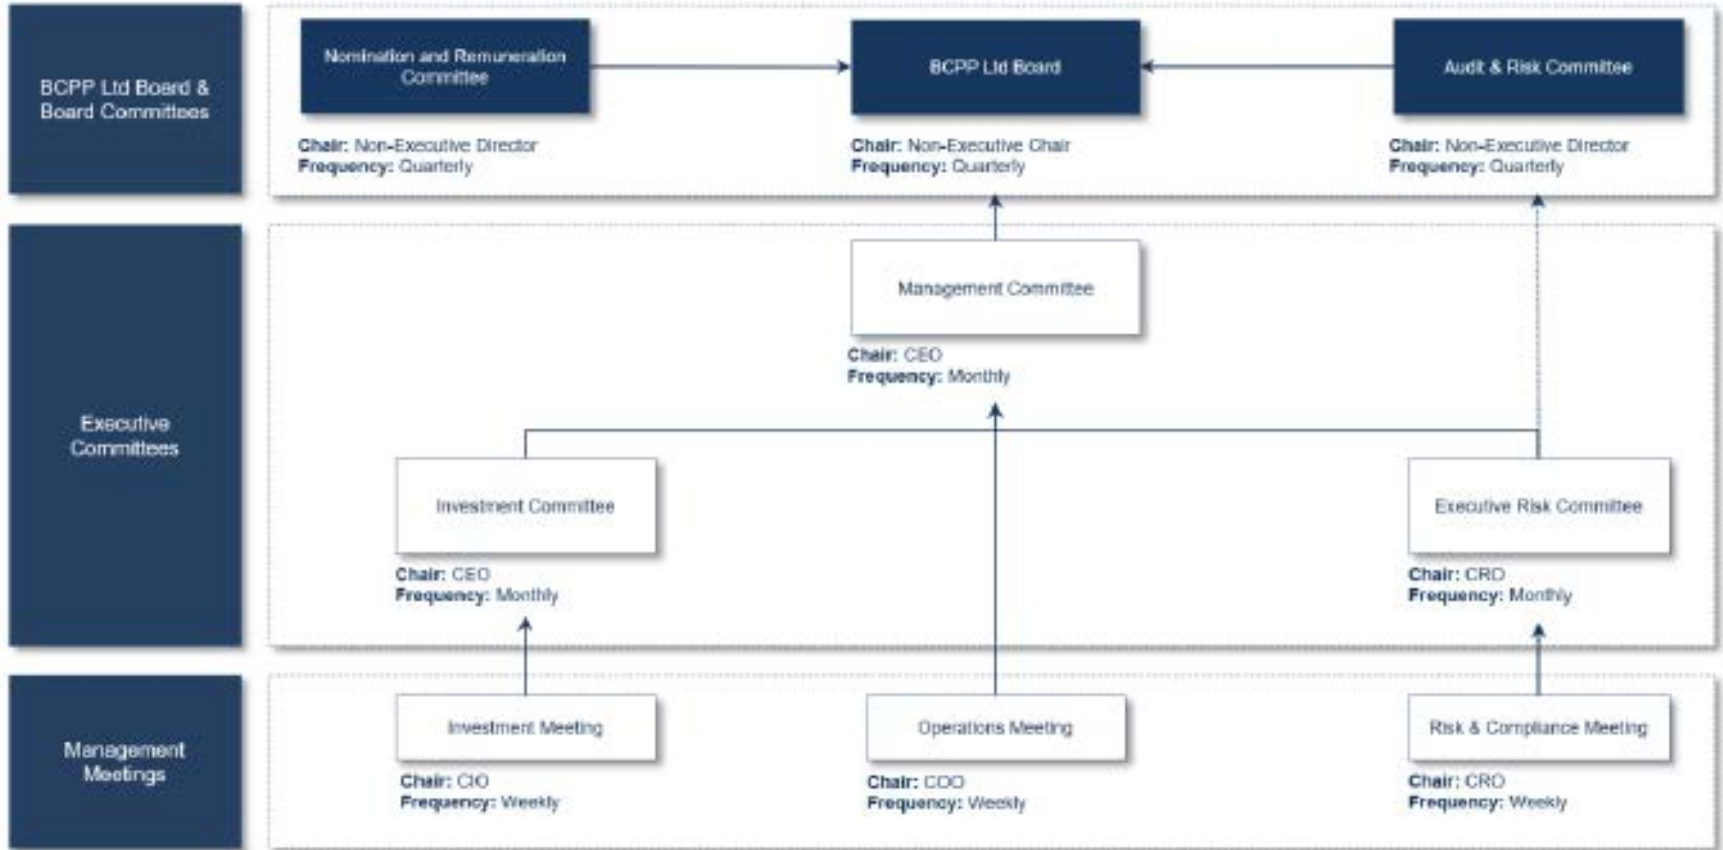 BCPP Ltd Board &
Board Committees
Nomination and Remuneration
Committee
BCPP Ltd Board
Audit & Risk Committee
Chair: Non-Executive Director
Frequency: Quarterly
Chair: Non-Executive Chair
Frequency: Quarterly
Chair: Non-Executive Director
Frequency: Quarterly
Executive
Committees
Management Committee
Chair: CEO
Frequency: Monthly
Investment Committee
Executive Risk Committee
Chair: CEO
Frequency: Monthly
Chair: CRO
Frequency: Monthly
Management
Meetings
Investment Meeting
Operations Meeting
Risk & Compliance Meeting
Chair: CIO
Frequency: Weekly
Chair: COO
Frequency: Weekly
Chair: CRO
Frequency: Weekly